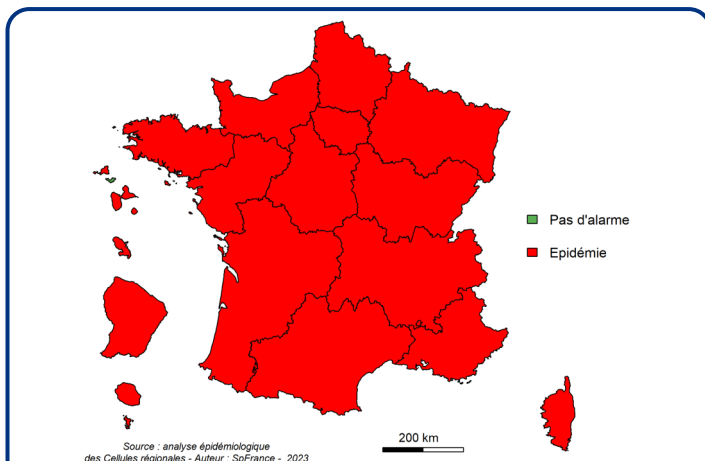 Pas d'alarme
Epidémie
200 km
Source : analyse épidémiologique
des Cellules régionales - Auteur : SpFrance - 2023